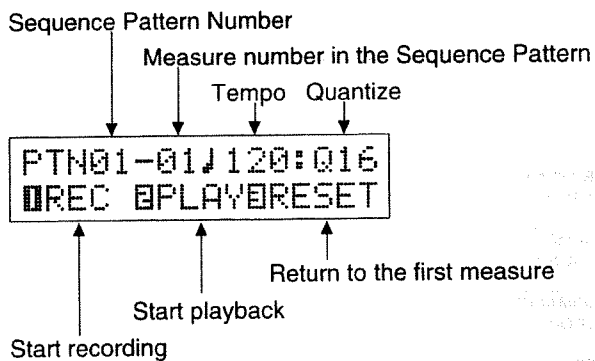 Sequence Pattern Number
Measure number in the Sequence Pattern
Tempo Quantize
PTN01-01♩120:Q16
1REC 2PLAY3RESET
Return to the first measure
Start playback
Start recording